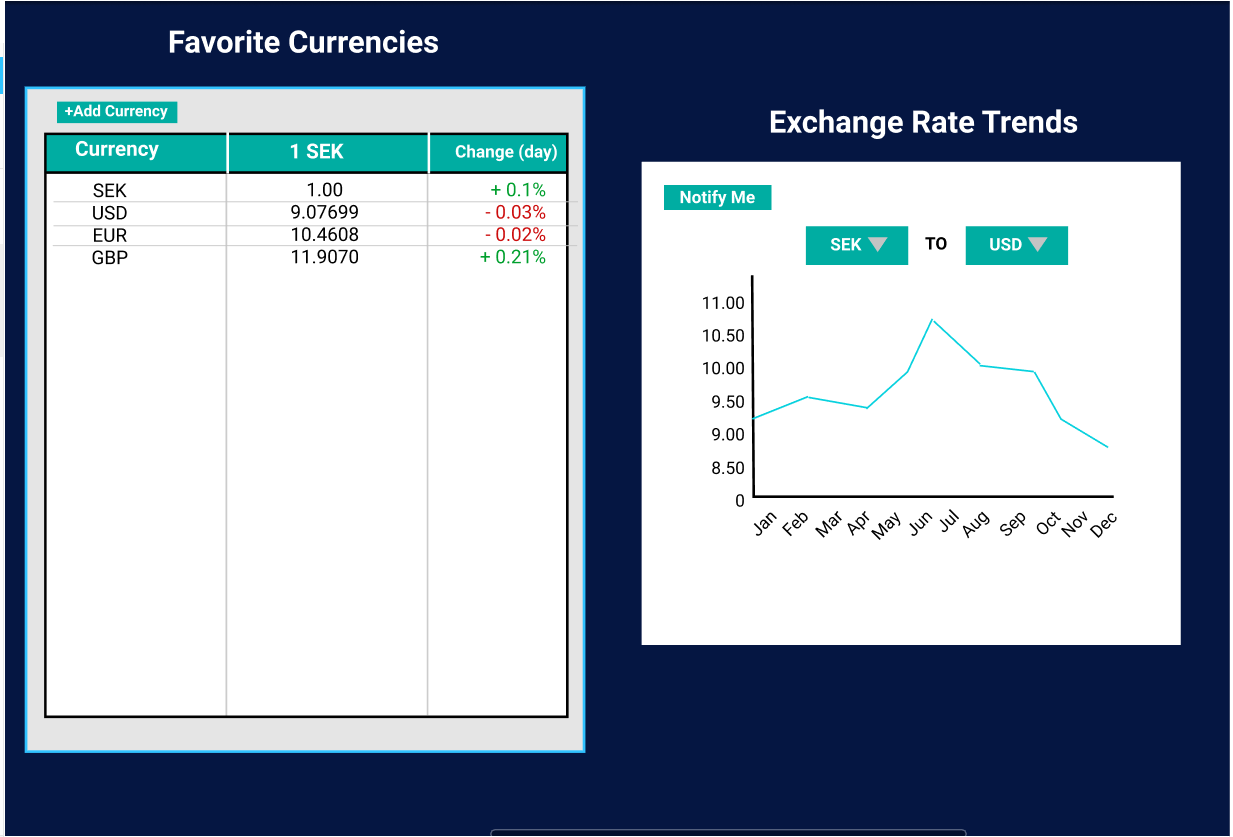 Favorite Currencies
+Add Currency
Currency 1 SEK Change (day)
SEK 1.00 + 0.1%
USD 9.07699 - 0.03%
EUR 10.4608 - 0.02%
GBP 11.9070 + 0.21%
Exchange Rate Trends
Notify Me
SEK TO USD
11.00
10.50
10.00
9.50
9.00
8.50
0
Jan Feb Mar Apr May Jun Jul Aug Sep Oct Nov Dec